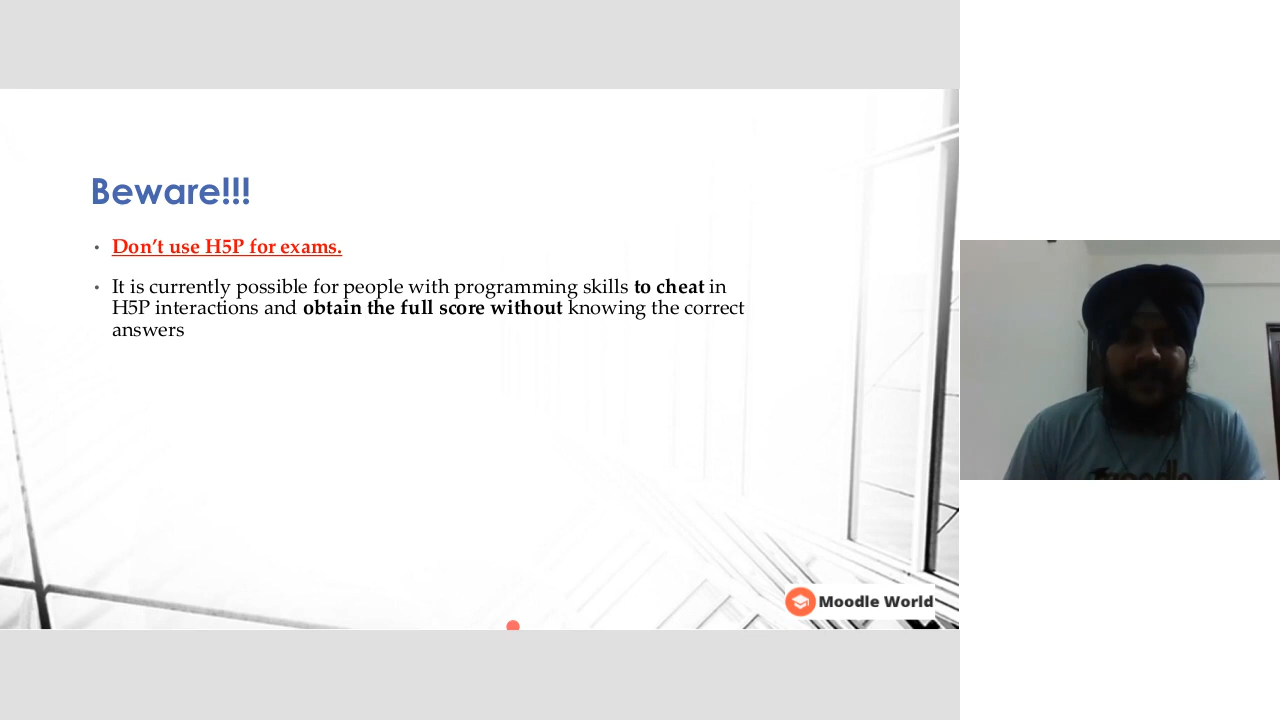 Beware!!!
• Don’t use H5P for exams.
• It is currently possible for people with programming skills to cheat in
H5P interactions and obtain the full score without knowing the correct
answers
Moodle World